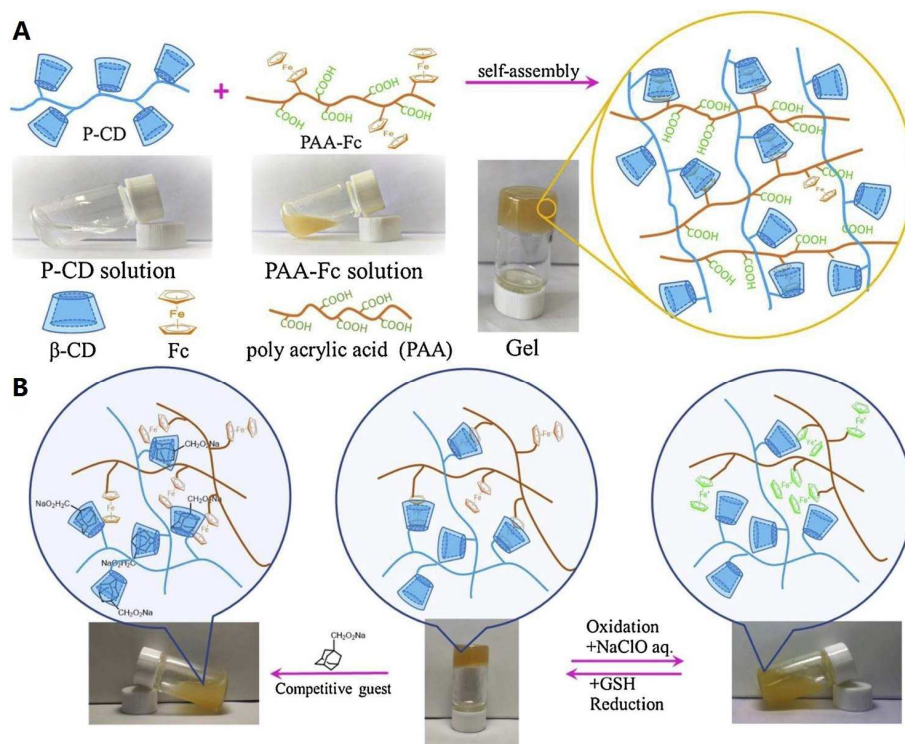 A
COOH
COOH
COOH
COOH
COOH
Fe
Fe
Fe
P-CD
+
PAA-Fc
self-assembly
COOH
COOH
COOH
COOH
COOH
COOH
COOH
COOH
COOH
COOH
COOH
COOH
Fe
P-CD solution
PAA-Fc solution
COOH
COOH
COOH
COOH
COOH
Fe
β-CD
Fc
poly acrylic acid (PAA)
Gel
B
Fe
Fe
CH₂O₂Na
Fe
NaO₂H₂C
Fe
CH₂O₂Na
CH₂O₂Na
Fe
Fe
Fe
Fe⁺
Fe⁺
Fe⁺
Fe⁺
Fe⁺
CH₂O₂Na
Competitive guest
Oxidation
+NaClO aq.
+GSH
Reduction